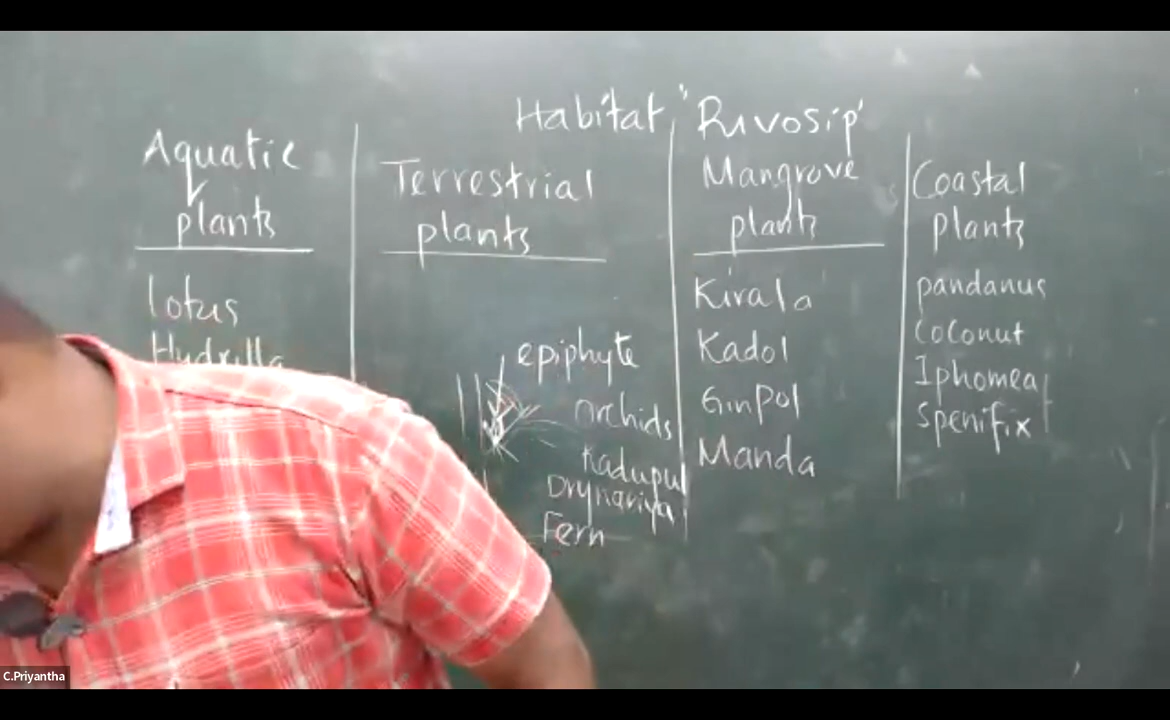 Habitat 'Ruvosip'
Aquatic
plants
lotus
Hydrilla
Terrestrial
plants
epiphyte
orchids
Kadupul
Drynariya
Fern
Mangrove
plants
Kirala
Kadol
Ginpol
Manda
Coastal
plants
pandanus
Coconut
Iphomea
Spenifix
C.Priyantha